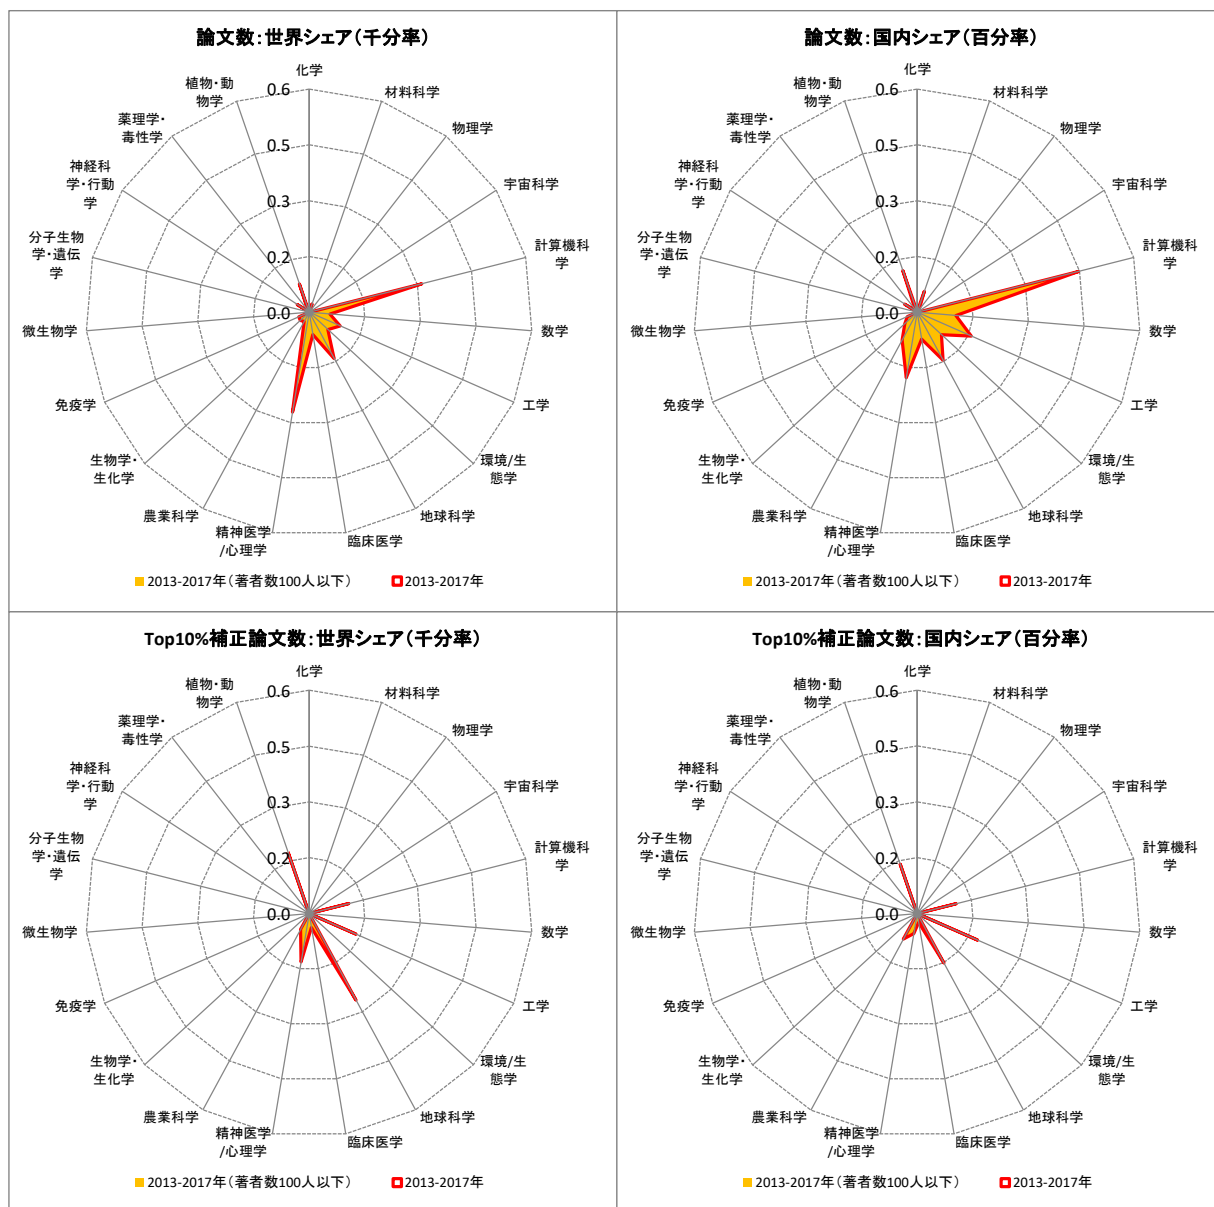 論文数:世界シェア(千分率)
化学
材料科学
物理学
宇宙科学
計算機科
学
数学
工学
環境/生
態学
地球科学
臨床医学
精神医学
/心理学
農業科学
生物学・
生化学
免疫学
微生物学
分子生物
学・遺伝
学
神経科
学・行動
学
薬理学・
毒性学
植物・動
物学
0.6
0.5
0.3
0.2
0.0
2013-2017年(著者数100人以下)
2013-2017年
論文数:国内シェア(百分率)
化学
材料科学
物理学
宇宙科学
計算機科
学
数学
工学
環境/生
態学
地球科学
臨床医学
精神医学
/心理学
農業科学
生物学・
生化学
免疫学
微生物学
分子生物
学・遺伝
学
神経科
学・行動
学
薬理学・
毒性学
植物・動
物学
0.6
0.5
0.3
0.2
0.0
2013-2017年(著者数100人以下)
2013-2017年
Top10%補正論文数:世界シェア(千分率)
化学
材料科学
物理学
宇宙科学
計算機科
学
数学
工学
環境/生
態学
地球科学
臨床医学
精神医学
/心理学
農業科学
生物学・
生化学
免疫学
微生物学
分子生物
学・遺伝
学
神経科
学・行動
学
薬理学・
毒性学
植物・動
物学
0.6
0.5
0.3
0.2
0.0
2013-2017年(著者数100人以下)
2013-2017年
Top10%補正論文数:国内シェア(百分率)
化学
材料科学
物理学
宇宙科学
計算機科
学
数学
工学
環境/生
態学
地球科学
臨床医学
精神医学
/心理学
農業科学
生物学・
生化学
免疫学
微生物学
分子生物
学・遺伝
学
神経科
学・行動
学
薬理学・
毒性学
植物・動
物学
0.6
0.5
0.3
0.2
0.0
2013-2017年(著者数100人以下)
2013-2017年